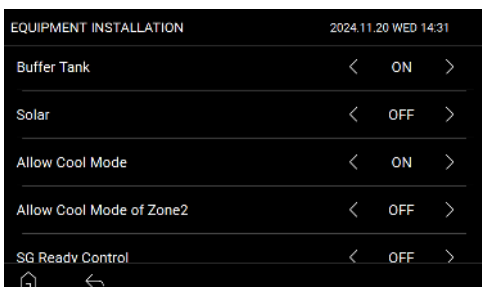 EQUIPMENT INSTALLATION 2024.11.20 WED 14:31
Buffer Tank < ON >
Solar < OFF >
Allow Cool Mode < ON >
Allow Cool Mode of Zone2 < OFF >
SG Ready Control < OFF >